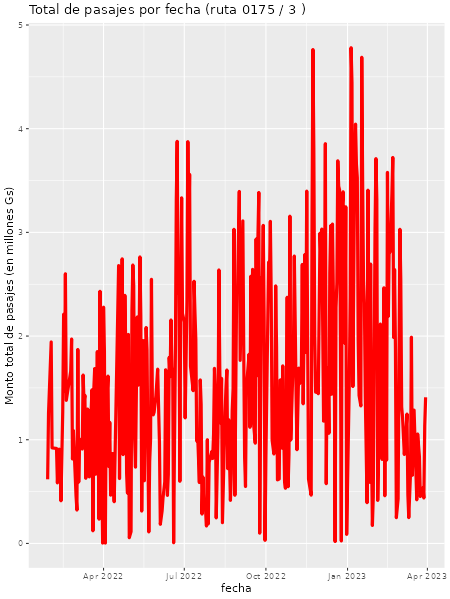 Total de pasajes por fecha (ruta 0175 / 3 )
Monto total de pasajes (en millones Gs)
5
4
3
2
1
0
Apr 2022
Jul 2022
Oct 2022
Jan 2023
Apr 2023
fecha